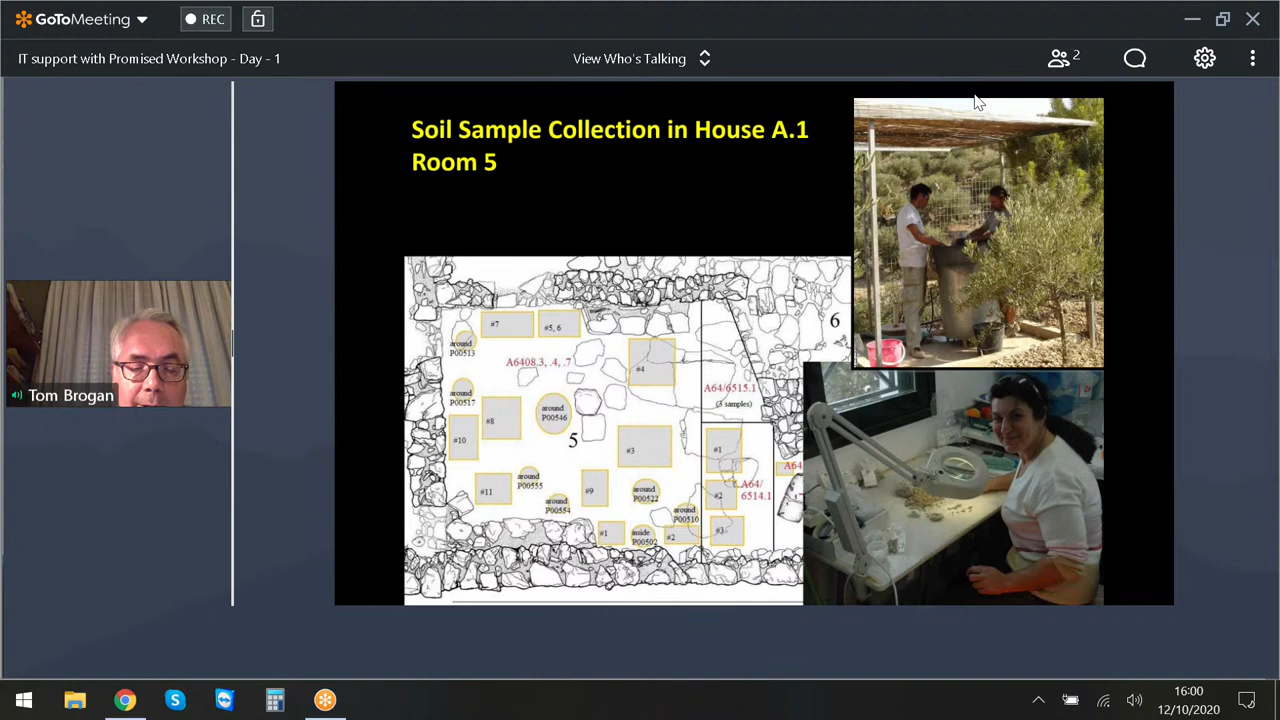 GoToMeeting
REC
IT support with Promised Workshop - Day - 1
View Who's Talking
2
Soil Sample Collection in House A.1
Room 5
6
#7
#5, 6
around
P00513
A6408.3, .4, .7
#4
A64/6515.1
(3 samples)
around
P00517
around
P00546
#8
#10
5
#3
#1
A64
A64/
6514.1
around
P00555
#11
around
P00554
#9
around
P00522
#2
around
P00510
#1
inside
P00502
#2
#3
Tom Brogan
16:00
12/10/2020